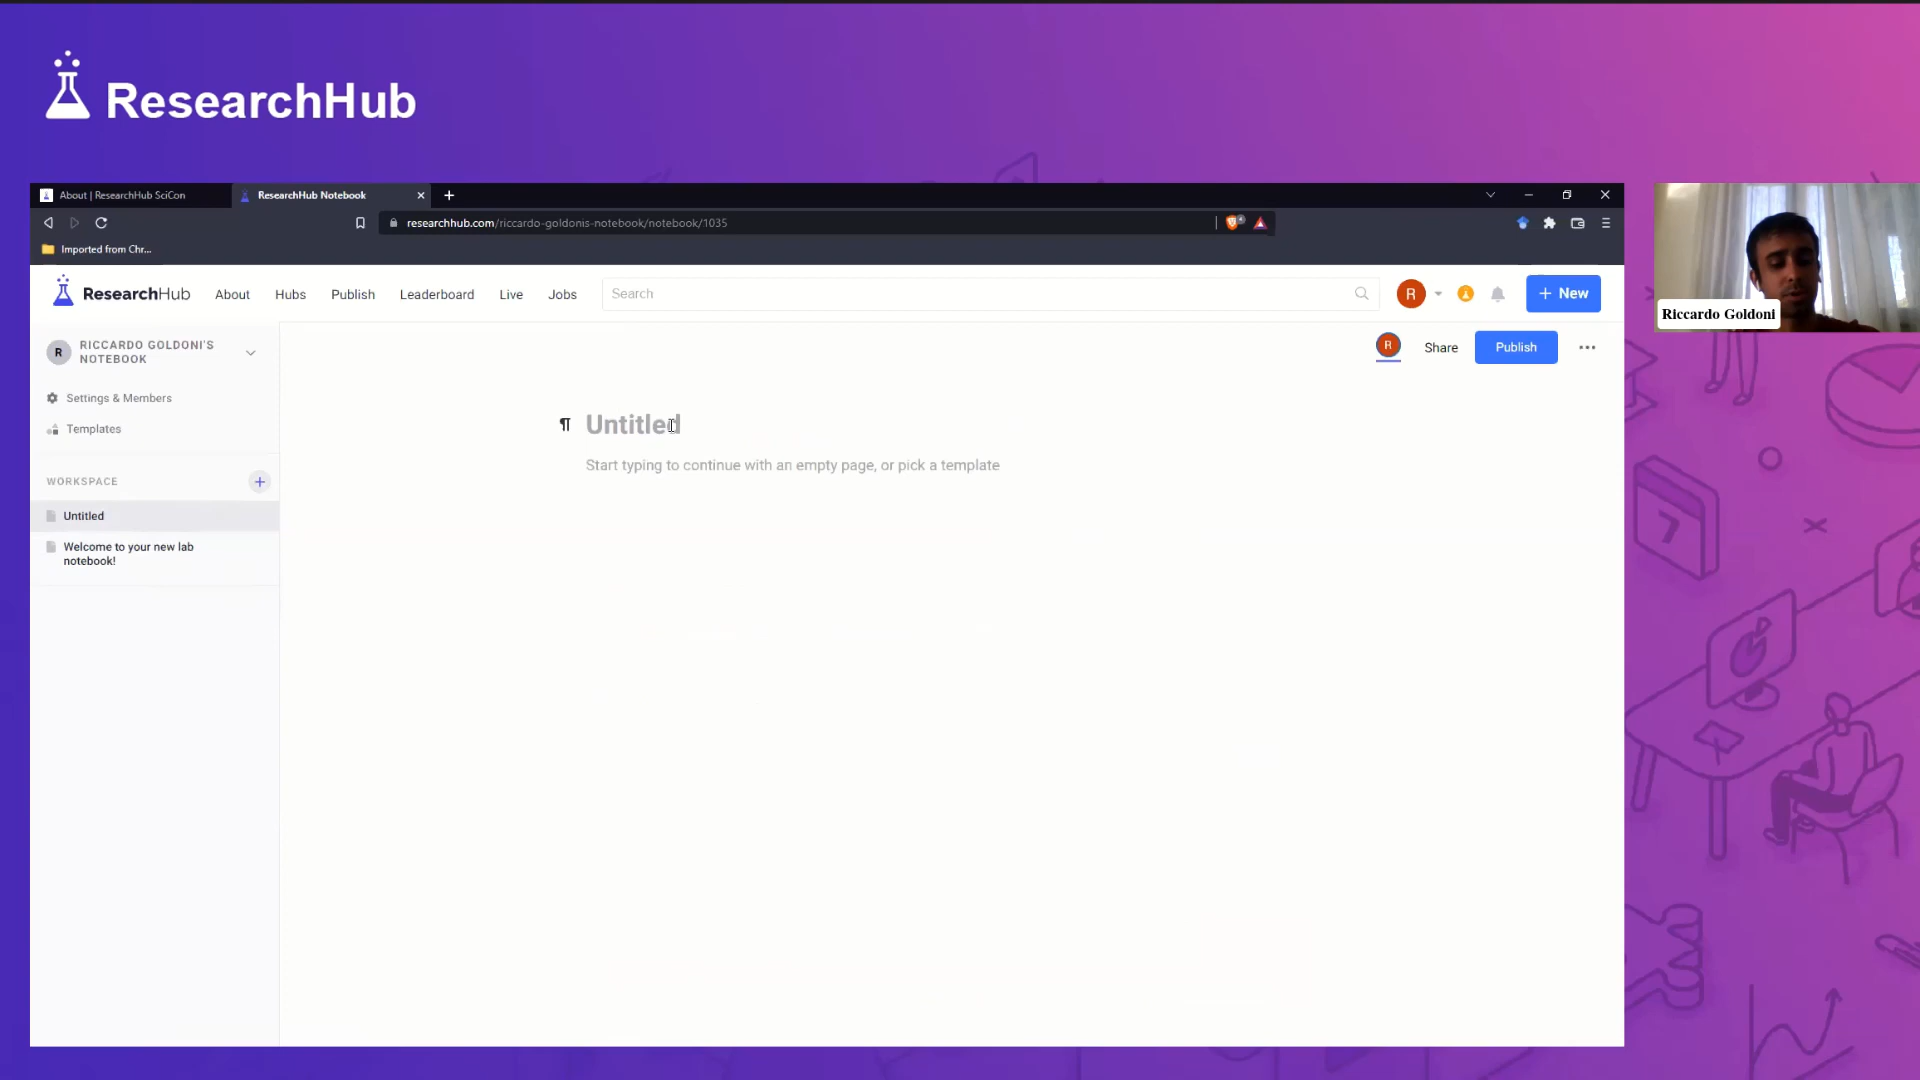 ResearchHub
About | ResearchHub SciCon
ResearchHub Notebook
researchhub.com/riccardo-goldonis-notebook/notebook/1035
4
Imported from Chr...
ResearchHub
About
Hubs
Publish
Leaderboard
Live
Jobs
Search
R
+ New
Riccardo Goldoni
R
RICCARDO GOLDONI'S
NOTEBOOK
R
Share
Publish
Settings & Members
Templates
¶ Untitled
Start typing to continue with an empty page, or pick a template
WORKSPACE
Untitled
Welcome to your new lab
notebook!
7